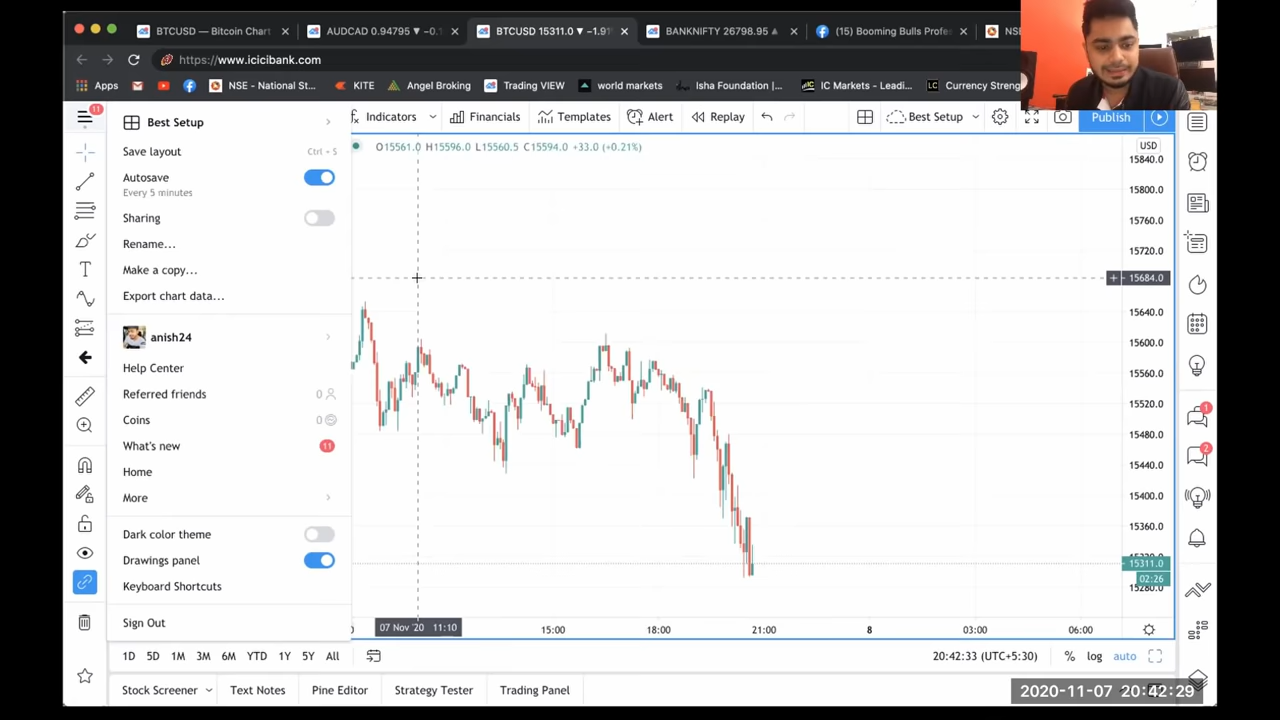 BTCUSD — Bitcoin Chart
AUDCAD 0.94795 ▼ −0.
BTCUSD 15311.0 ▼ −1.91
BANKNIFTY 26798.95 ▲
(15) Booming Bulls Profe
NS
https://www.icicibank.com
Apps
NSE - National St...
KITE
Angel Broking
Trading VIEW
world markets
Isha Foundation |...
IC Markets - Leadi...
Currency Streng
11
Best Setup
Indicators
Financials
Templates
Alert
Replay
Best Setup
Publish
Save layout
Ctrl + S
O15561.0 H15596.0 L15560.5 C15594.0 +33.0 (+0.21%)
USD
15840.0
Autosave
Every 5 minutes
15800.0
Sharing
15760.0
Rename...
15720.0
Make a copy...
15684.0
Export chart data...
15640.0
anish24
15600.0
Help Center
15560.0
Referred friends
0
15520.0
Coins
0
1
What's new
11
15480.0
2
Home
15440.0
More
15400.0
Dark color theme
15360.0
Drawings panel
15311.0
02:26
Keyboard Shortcuts
15280.0
Sign Out
07 Nov '20 11:10
15:00
18:00
21:00
8
03:00
06:00
1D 5D 1M 3M 6M YTD 1Y 5Y All
20:42:33 (UTC+5:30)
% log auto
Stock Screener
Text Notes
Pine Editor
Strategy Tester
Trading Panel
2020-11-07 20:42:29